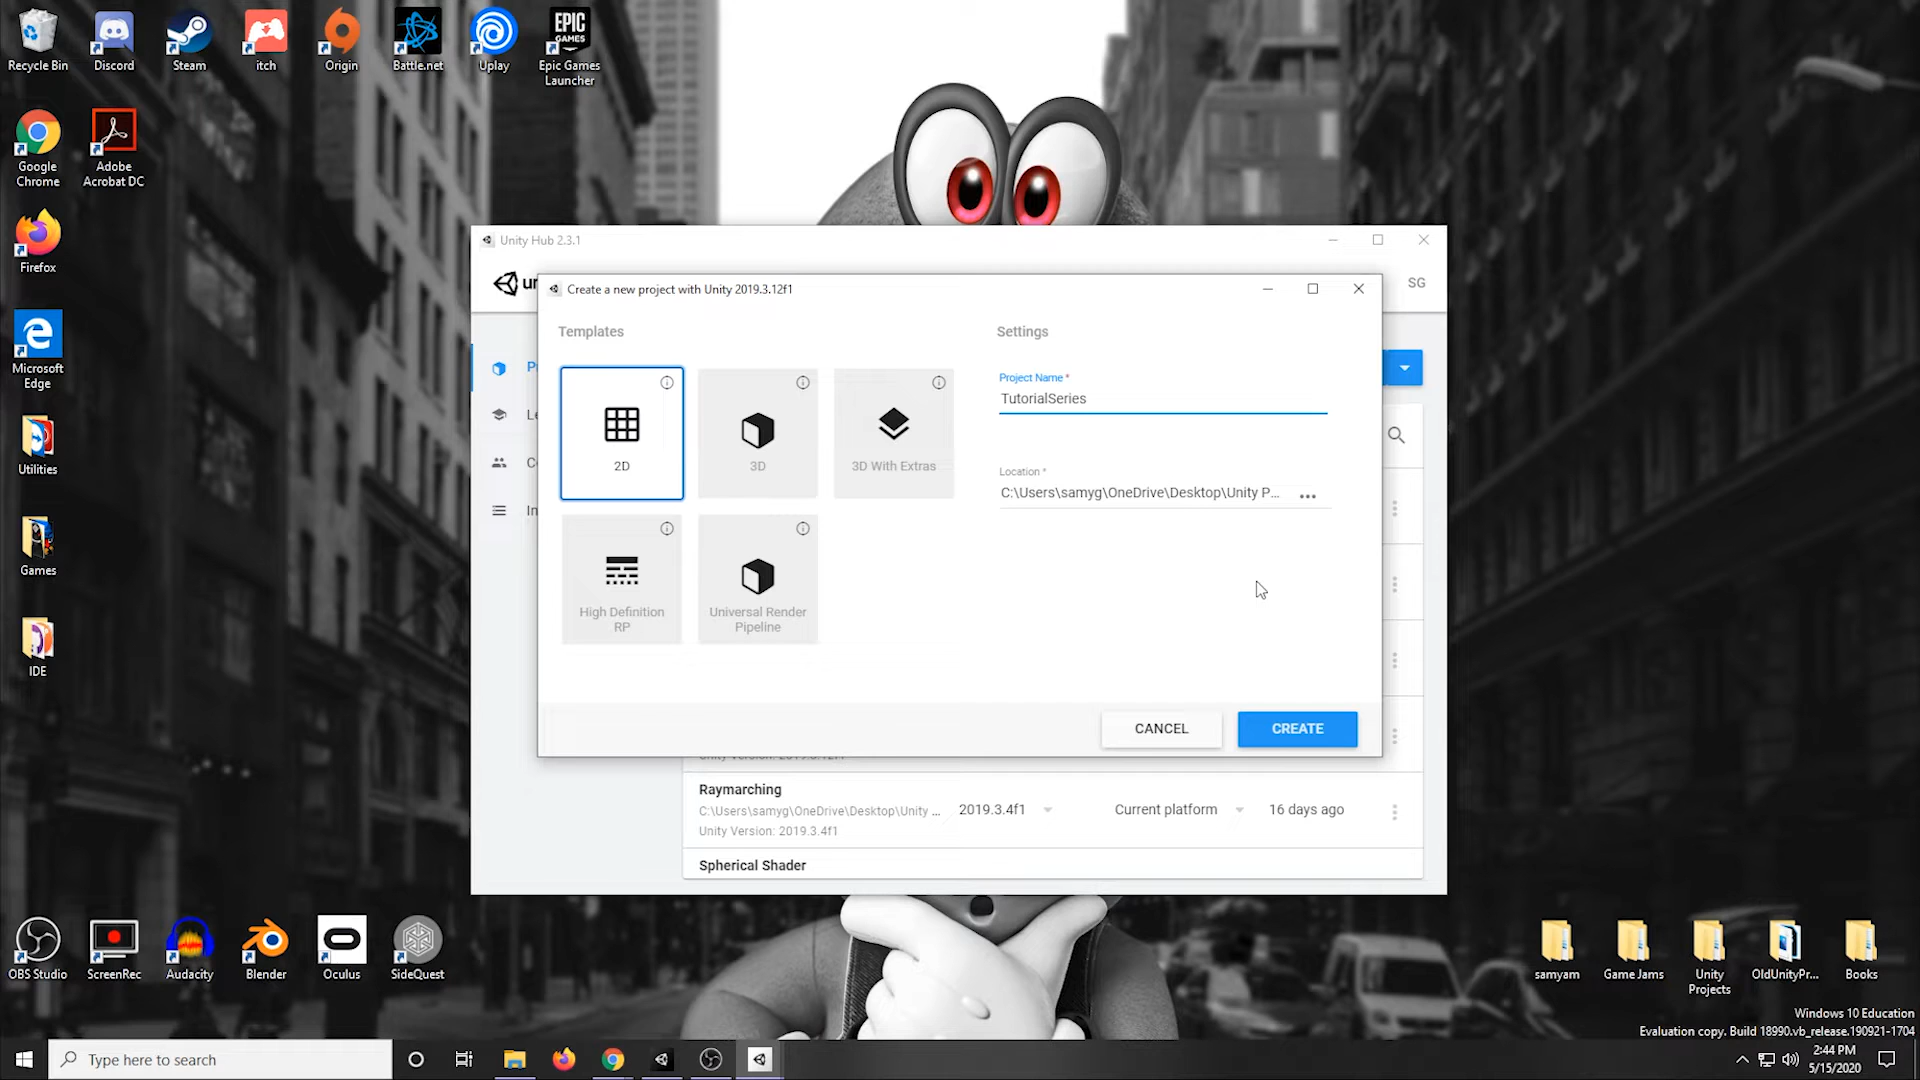 Recycle Bin
Discord
Steam
itch
Origin
Battle.net
Uplay
EPIC
GAMES
Epic Games
Launcher
Google
Chrome
Adobe
Acrobat DC
Firefox
Microsoft
Edge
Utilities
Games
IDE
Unity Hub 2.3.1
SG
Create a new project with Unity 2019.3.12f1
Templates
2D
3D
3D With Extras
High Definition
RP
Universal Render
Pipeline
Settings
Project Name *
TutorialSeries
Location *
C:\Users\samyg\OneDrive\Desktop\Unity P...
CANCEL
CREATE
Unity Version: 2019.3.12f1
Raymarching
C:\Users\samyg\OneDrive\Desktop\Unity ...
2019.3.4f1
Current platform
16 days ago
Unity Version: 2019.3.4f1
Spherical Shader
OBS Studio
ScreenRec
Audacity
Blender
Oculus
SideQuest
samyam
Game Jams
Unity
Projects
OldUnityPr...
Books
Windows 10 Education
Evaluation copy. Build 18990.vb_release.190921-1704
Type here to search
2:44 PM
5/15/2020